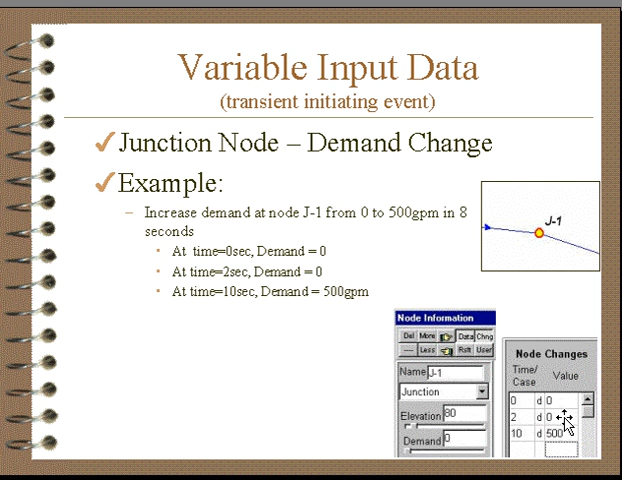 Variable Input Data
(transient initiating event)
✓Junction Node – Demand Change
✓Example:
– Increase demand at node J-1 from 0 to 500gpm in 8
seconds
• At time=0sec, Demand = 0
• At time=2sec, Demand = 0
• At time=10sec, Demand = 500gpm
J-1
Node Information
Del More Data Chng
---- Less Rslt User
Name J-1
Junction
Elevation 80
Demand 0
Node Changes
Time/
Case Value
0 d 0
2 d 0
10 d 500